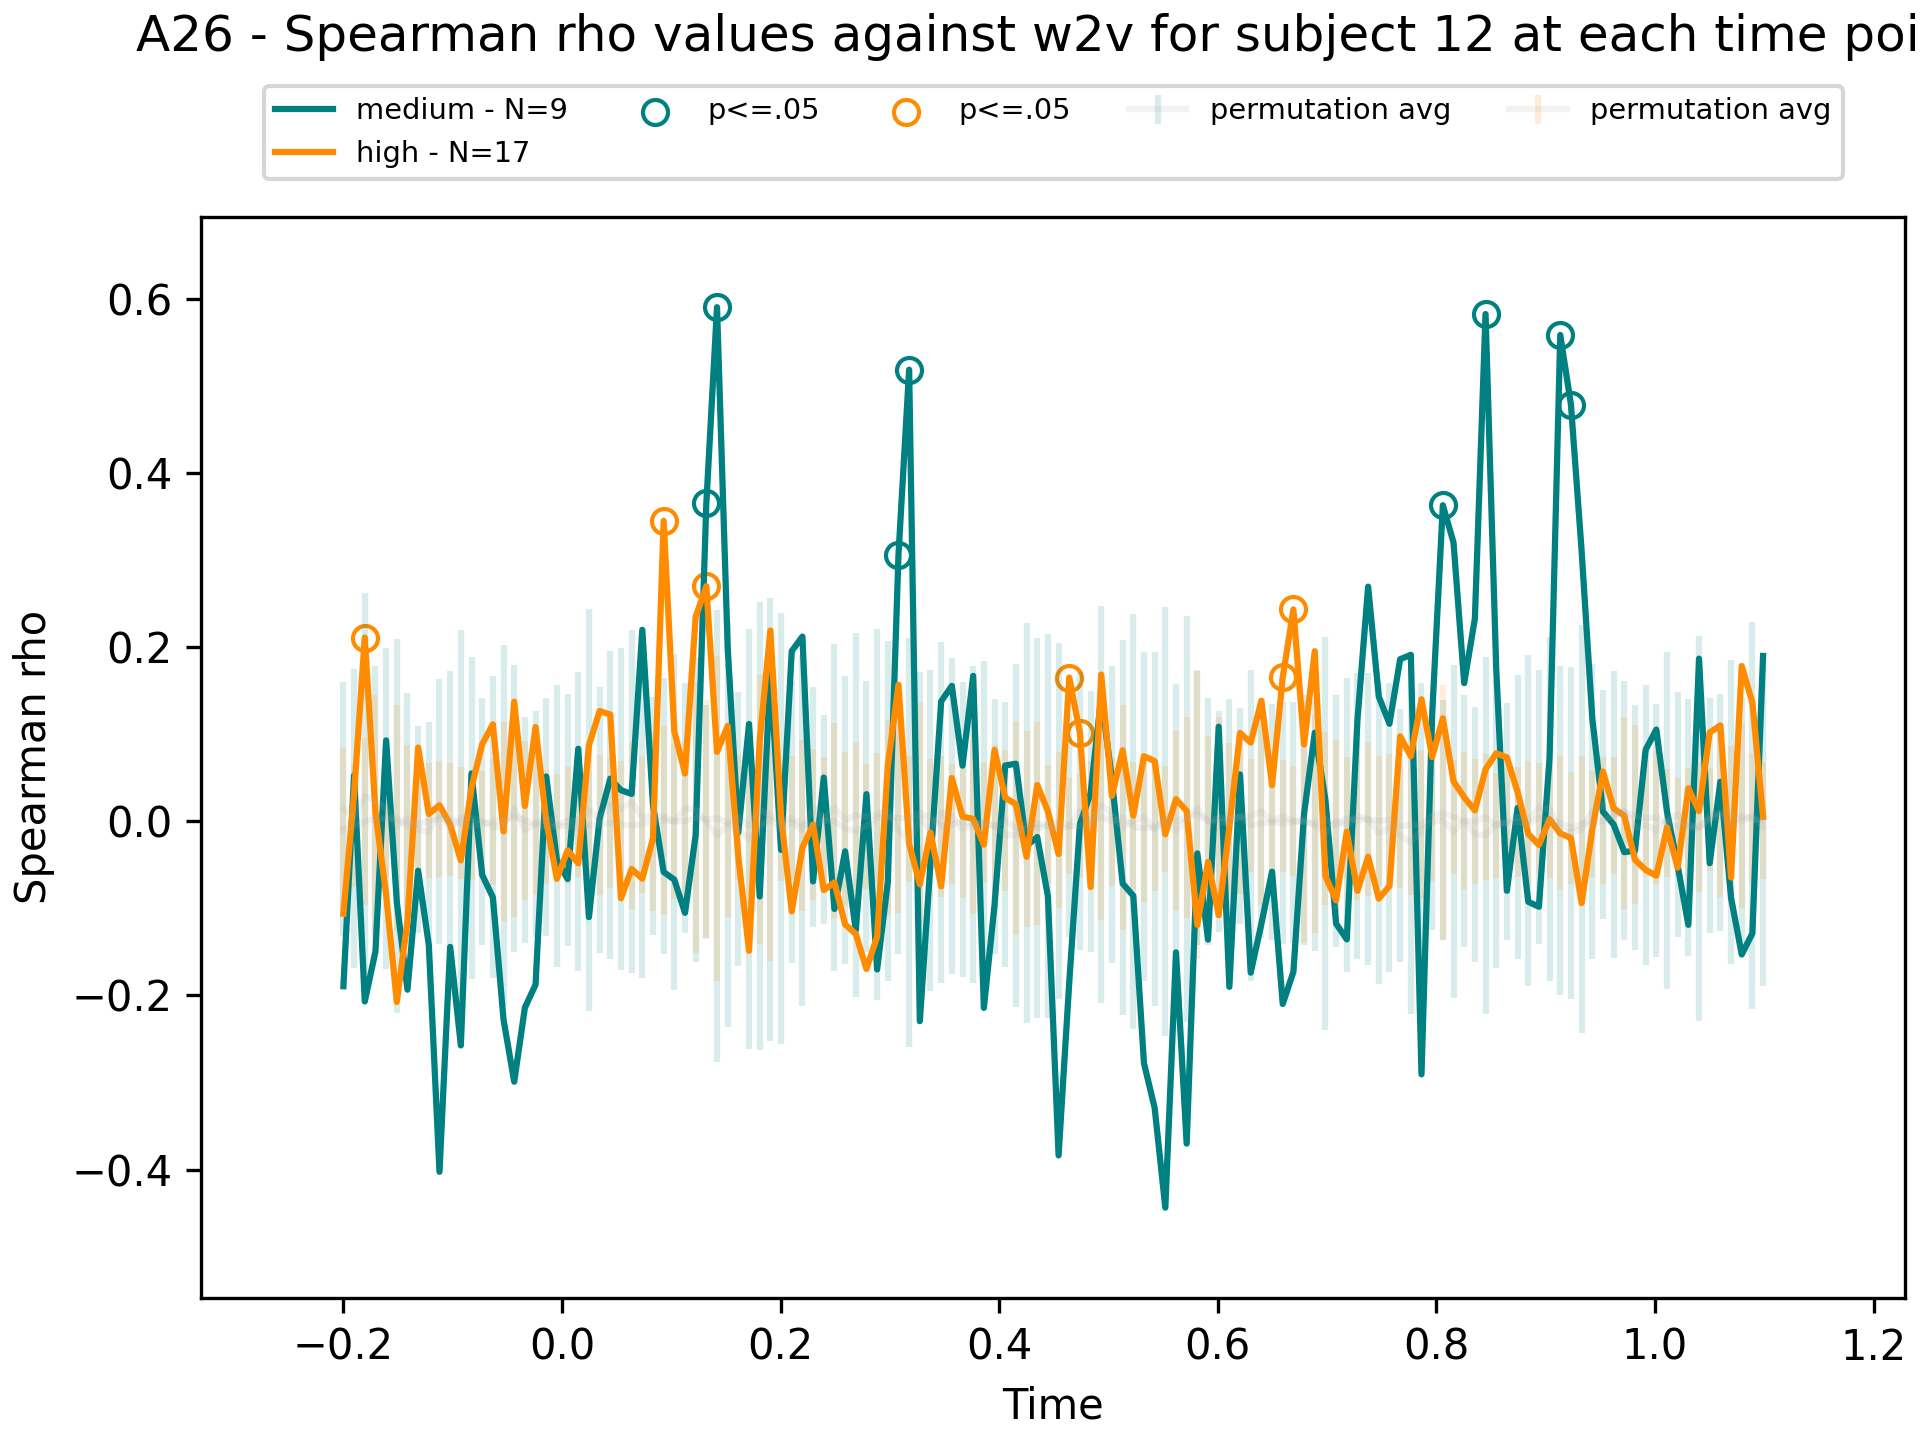 A26 - Spearman rho values against w2v for subject 12 at each time poi
medium - N=9
high - N=17
p<=.05
p<=.05
permutation avg
permutation avg
Spearman rho
0.6
0.4
0.2
0.0
−0.2
−0.4
−0.2
0.0
0.2
0.4
0.6
0.8
1.0
1.2
Time